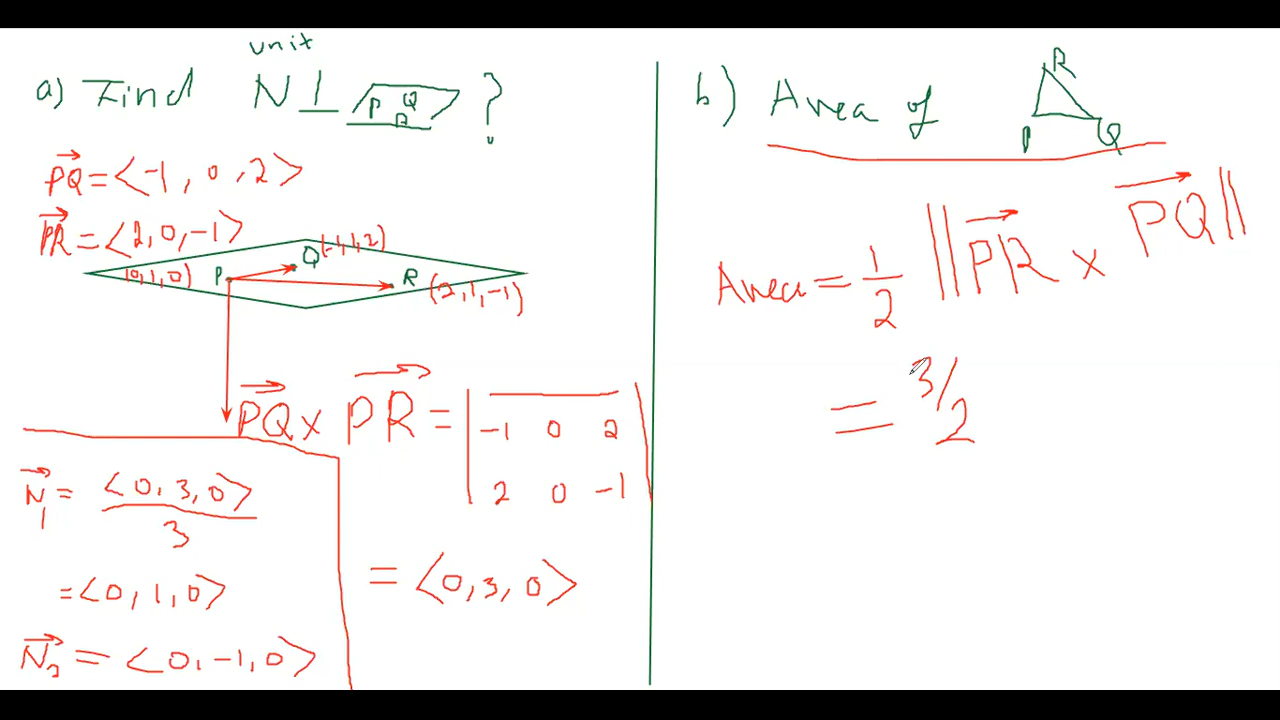 unit
a) Find N ⊥ P Q R ?
PQ = <-1, 0, 2>
PR = <2, 0, -1>
Q (-1, 1, 2)
(0, 1, 0) P R (2, 1, -1)
PQ x PR = | -1 0 2
2 0 -1 |
= <0, 3, 0>
N1 = <0, 3, 0>
3
= <0, 1, 0>
N2 = <0, -1, 0>
b) Area of
R
P Q
Area = 1/2 ||PR x PQ||
= 3/2